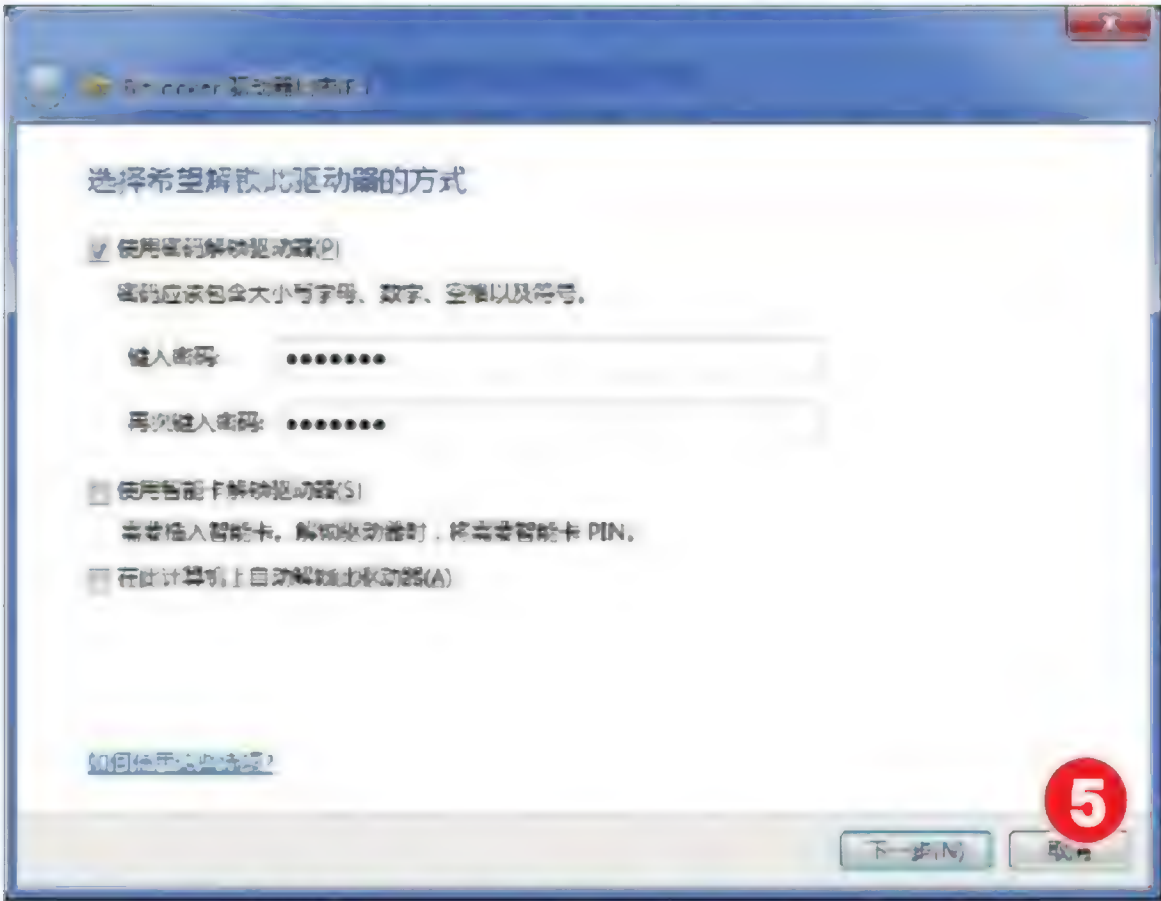 BitLocker 驱动器加密(E:)
选择希望解锁此驱动器的方式
使用密码解锁驱动器(P)
密码应该包含大小写字母、数字、空格以及符号。
键入密码:
再次键入密码:
使用智能卡解锁驱动器(S)
需要插入智能卡。解锁驱动器时，将需要智能卡 PIN。
在此计算机上自动解锁此驱动器(A)
如何使用这些选项?
5
下一步(N)
取消